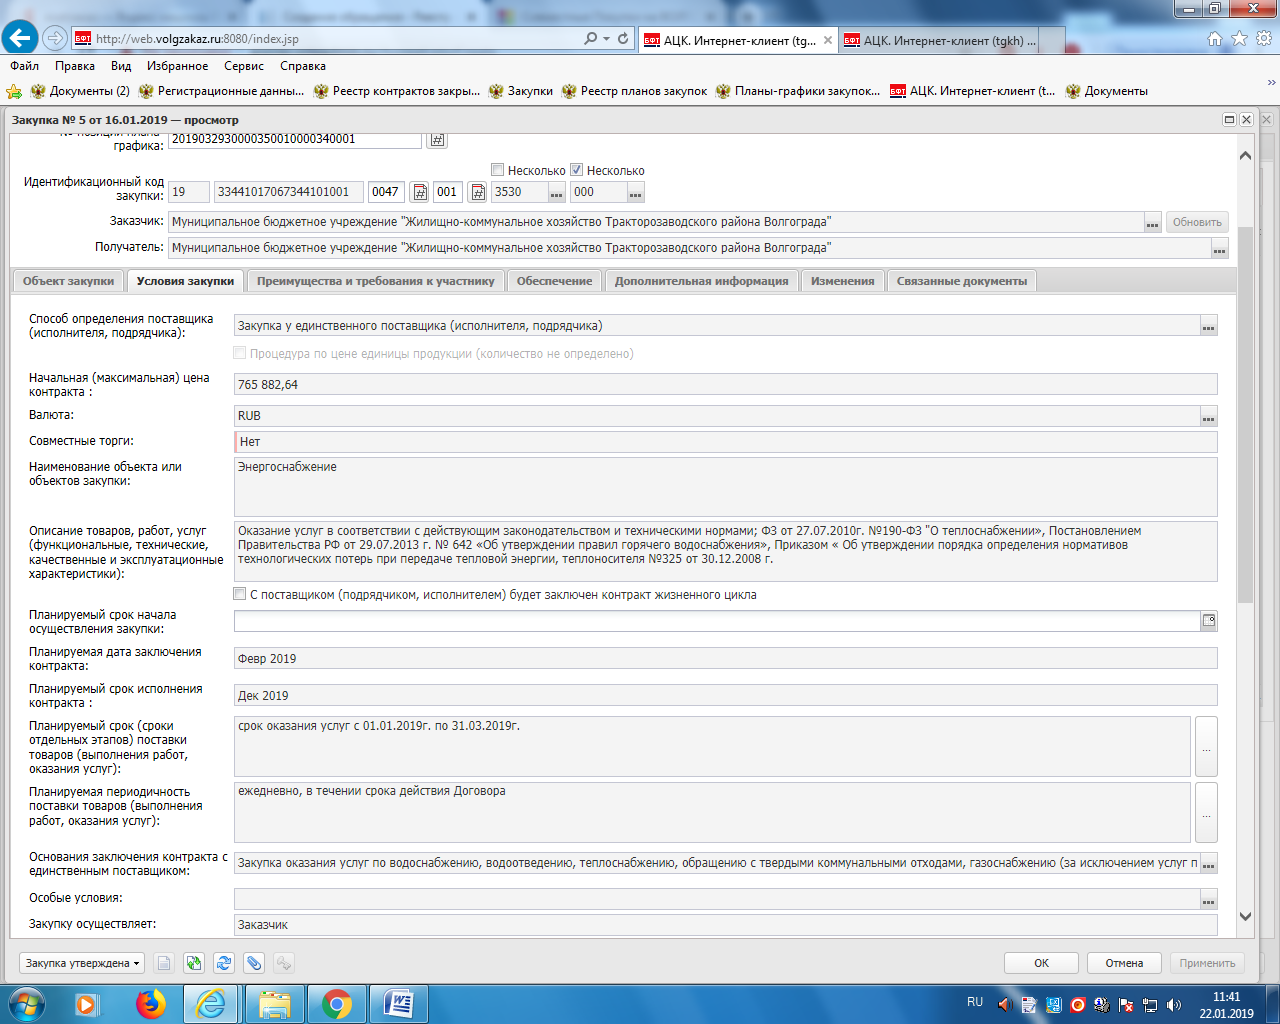 http://web.volgzakaz.ru:8080/index.jsp
БФТ АЦК. Интернет-клиент (tg...
БФТ АЦК. Интернет-клиент (tgkh) ...
Файл Правка Вид Избранное Сервис Справка
Документы (2) Регистрационные данны... Реестр контрактов закры... Закупки Реестр планов закупок Планы-графики закупок... БФТ АЦК. Интернет-клиент (t... Документы
Закупка № 5 от 16.01.2019 — просмотр
№ позиции плана-
графика: 2019032930000350010000340001
Несколько Несколько
Идентификационный код
закупки: 19 33441017067344101001 0047 001 3530 ... 000 ...
Заказчик: Муниципальное бюджетное учреждение "Жилищно-коммунальное хозяйство Тракторозаводского района Волгограда" ... Обновить
Получатель: Муниципальное бюджетное учреждение "Жилищно-коммунальное хозяйство Тракторозаводского района Волгограда" ...
Объект закупки Условия закупки Преимущества и требования к участнику Обеспечение Дополнительная информация Изменения Связанные документы
Способ определения поставщика
(исполнителя, подрядчика): Закупка у единственного поставщика (исполнителя, подрядчика) ...
Процедура по цене единицы продукции (количество не определено)
Начальная (максимальная) цена
контракта : 765 882,64
Валюта: RUB ...
Совместные торги: Нет
Наименование объекта или
объектов закупки:
Энергоснабжение
Описание товаров, работ, услуг
(функциональные, технические,
качественные и эксплуатационные
характеристики):
Оказание услуг в соответствии с действующим законодательством и техническими нормами; ФЗ от 27.07.2010г. №190-ФЗ "О теплоснабжении», Постановлением
Правительства РФ от 29.07.2013 г. № 642 «Об утверждении правил горячего водоснабжения», Приказом « Об утверждении порядка определения нормативов
технологических потерь при передаче тепловой энергии, теплоносителя №325 от 30.12.2008 г.
С поставщиком (подрядчиком, исполнителем) будет заключен контракт жизненного цикла
Планируемый срок начала
осуществления закупки:
Планируемая дата заключения
контракта: Февр 2019
Планируемый срок исполнения
контракта : Дек 2019
Планируемый срок (сроки
отдельных этапов) поставки
товаров (выполнения работ,
оказания услуг):
срок оказания услуг с 01.01.2019г. по 31.03.2019г.
...
Планируемая периодичность
поставки товаров (выполнения
работ, оказания услуг):
ежедневно, в течении срока действия Договора
...
Основания заключения контракта с
единственным поставщиком: Закупка оказания услуг по водоснабжению, водоотведению, теплоснабжению, обращению с твердыми коммунальными отходами, газоснабжению (за исключением услуг п ...
Особые условия: ...
Закупку осуществляет: Заказчик
Закупка утверждена ОК Отмена Применить
RU 11:41
22.01.2019